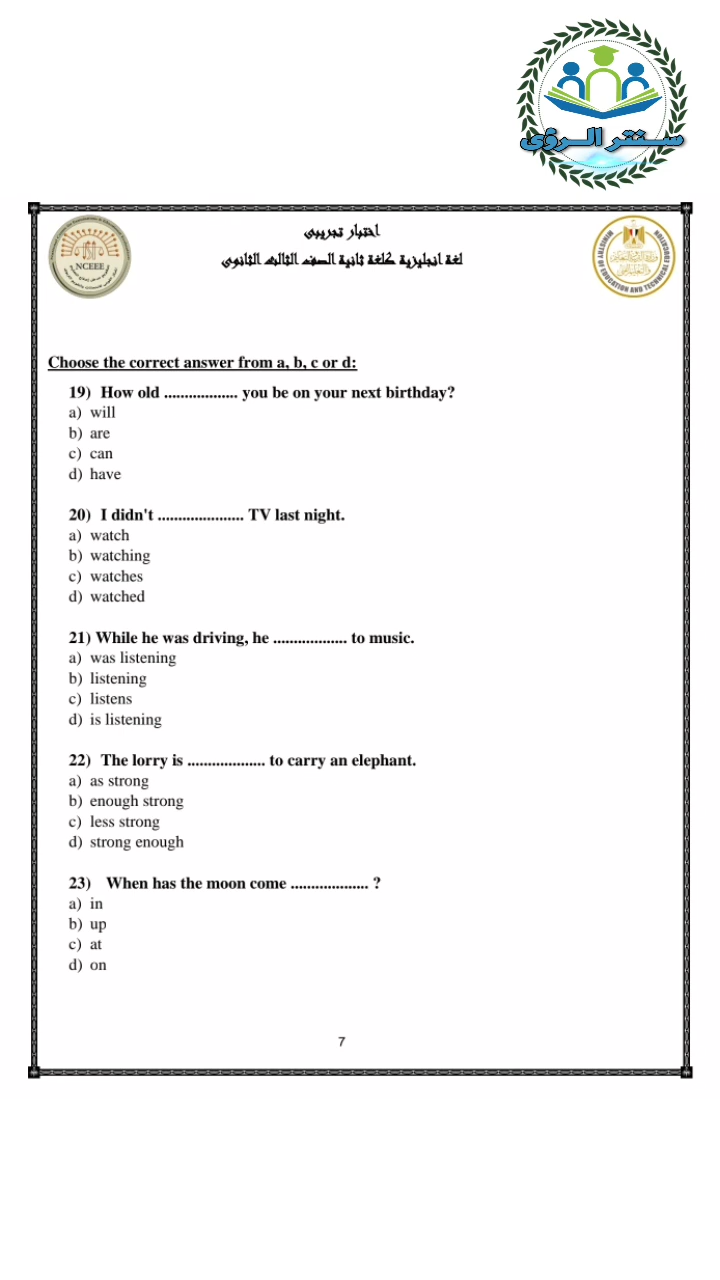 سنتر الرؤى
اختبار تجريبى
لغة انجليزية كلغة ثانية الصف الثالث الثانوى
NCEEE
Choose the correct answer from a, b, c or d:
19) How old .................. you be on your next birthday?
a) will
b) are
c) can
d) have
20) I didn't ..................... TV last night.
a) watch
b) watching
c) watches
d) watched
21) While he was driving, he .................. to music.
a) was listening
b) listening
c) listens
d) is listening
22) The lorry is ................... to carry an elephant.
a) as strong
b) enough strong
c) less strong
d) strong enough
23) When has the moon come ................... ?
a) in
b) up
c) at
d) on
7